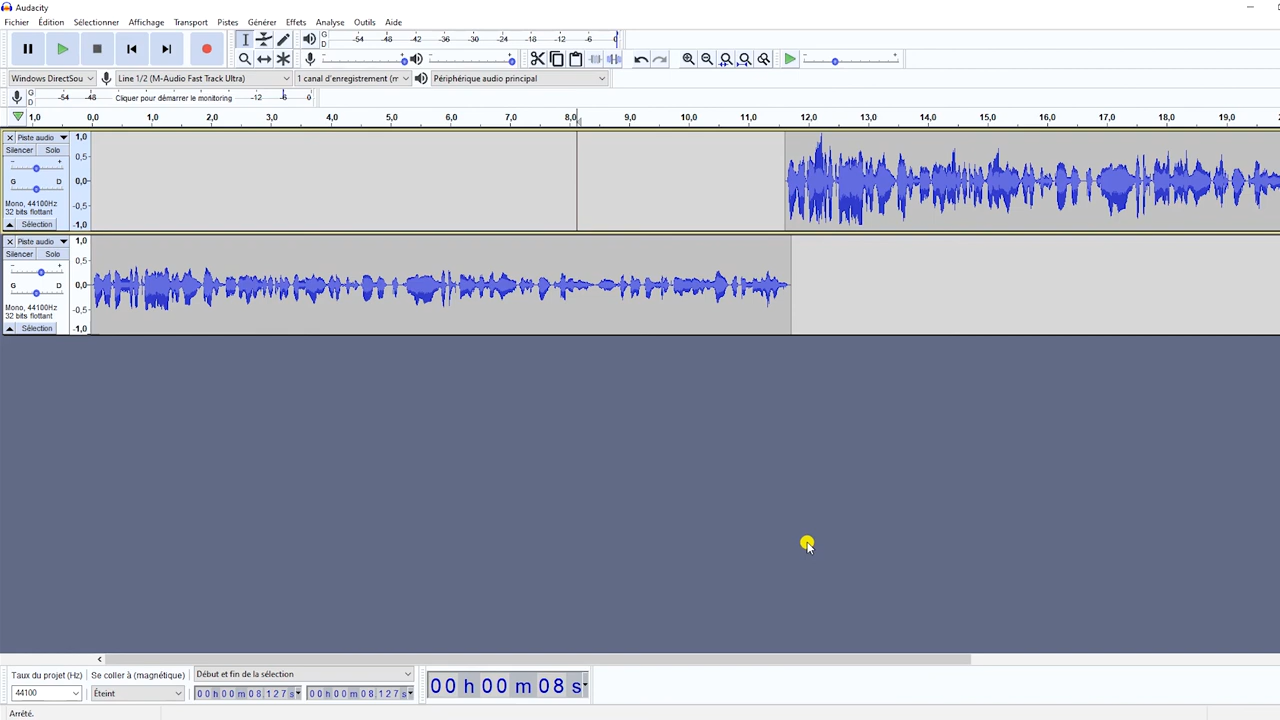 Audacity
Fichier Édition Sélectionner Affichage Transport Pistes Générer Effets Analyse Outils Aide
G D -54 -48 -42 -36 -30 -24 -18 -12 -6 0
Windows DirectSou Line 1/2 (M-Audio Fast Track Ultra) 1 canal d'enregistrement (m Périphérique audio principal
G D -54 -48 Cliquer pour démarrer le monitoring -12 -6 0
1,0 0,0 1,0 2,0 3,0 4,0 5,0 6,0 7,0 8,0 9,0 10,0 11,0 12,0 13,0 14,0 15,0 16,0 17,0 18,0 19,0
Piste audio 1,0
Silencer Solo
0,5
- +
G D 0,0
Mono, 44100Hz
32 bits flottant
-0,5
Sélection -1,0
Piste audio 1,0
Silencer Solo
0,5
- +
G D 0,0
Mono, 44100Hz
32 bits flottant
-0,5
Sélection -1,0
Taux du projet (Hz) Se coller à (magnétique) Début et fin de la sélection
44100 Éteint 00 h 00 m 08,127 s 00 h 00 m 08,127 s 00 h 00 m 08 s
Arrêté.